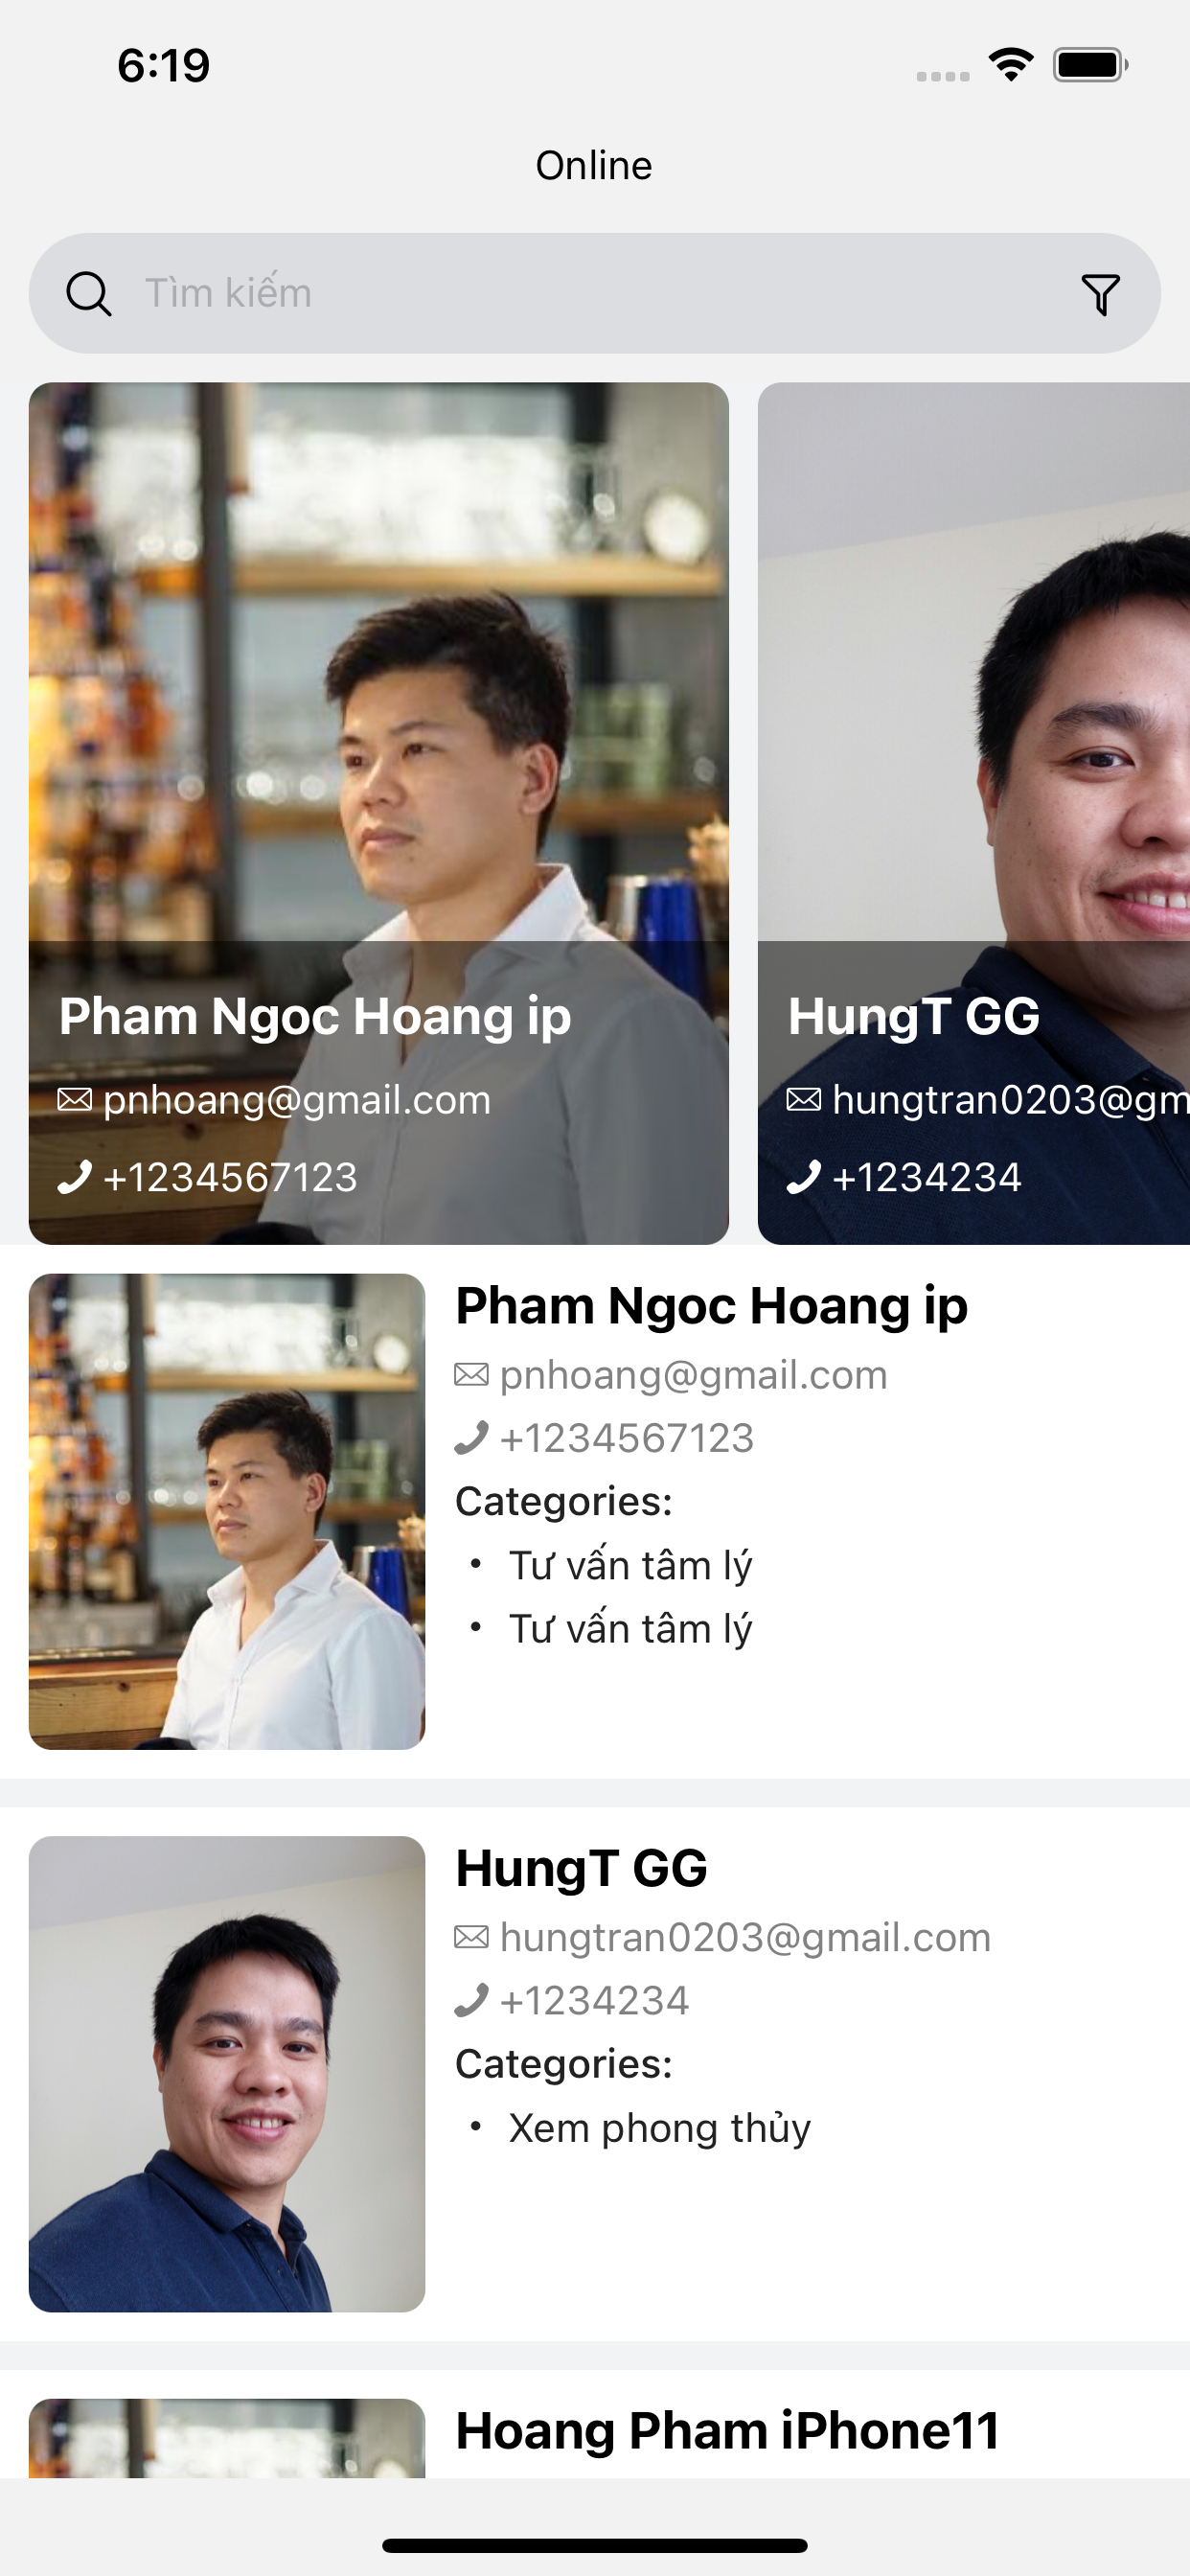 6:19
Online
Tìm kiếm
Pham Ngoc Hoang ip
pnhoang@gmail.com
+1234567123
HungT GG
hungtran0203@gm
+1234234
Pham Ngoc Hoang ip
pnhoang@gmail.com
+1234567123
Categories:
• Tư vấn tâm lý
• Tư vấn tâm lý
HungT GG
hungtran0203@gmail.com
+1234234
Categories:
• Xem phong thủy
Hoang Pham iPhone11